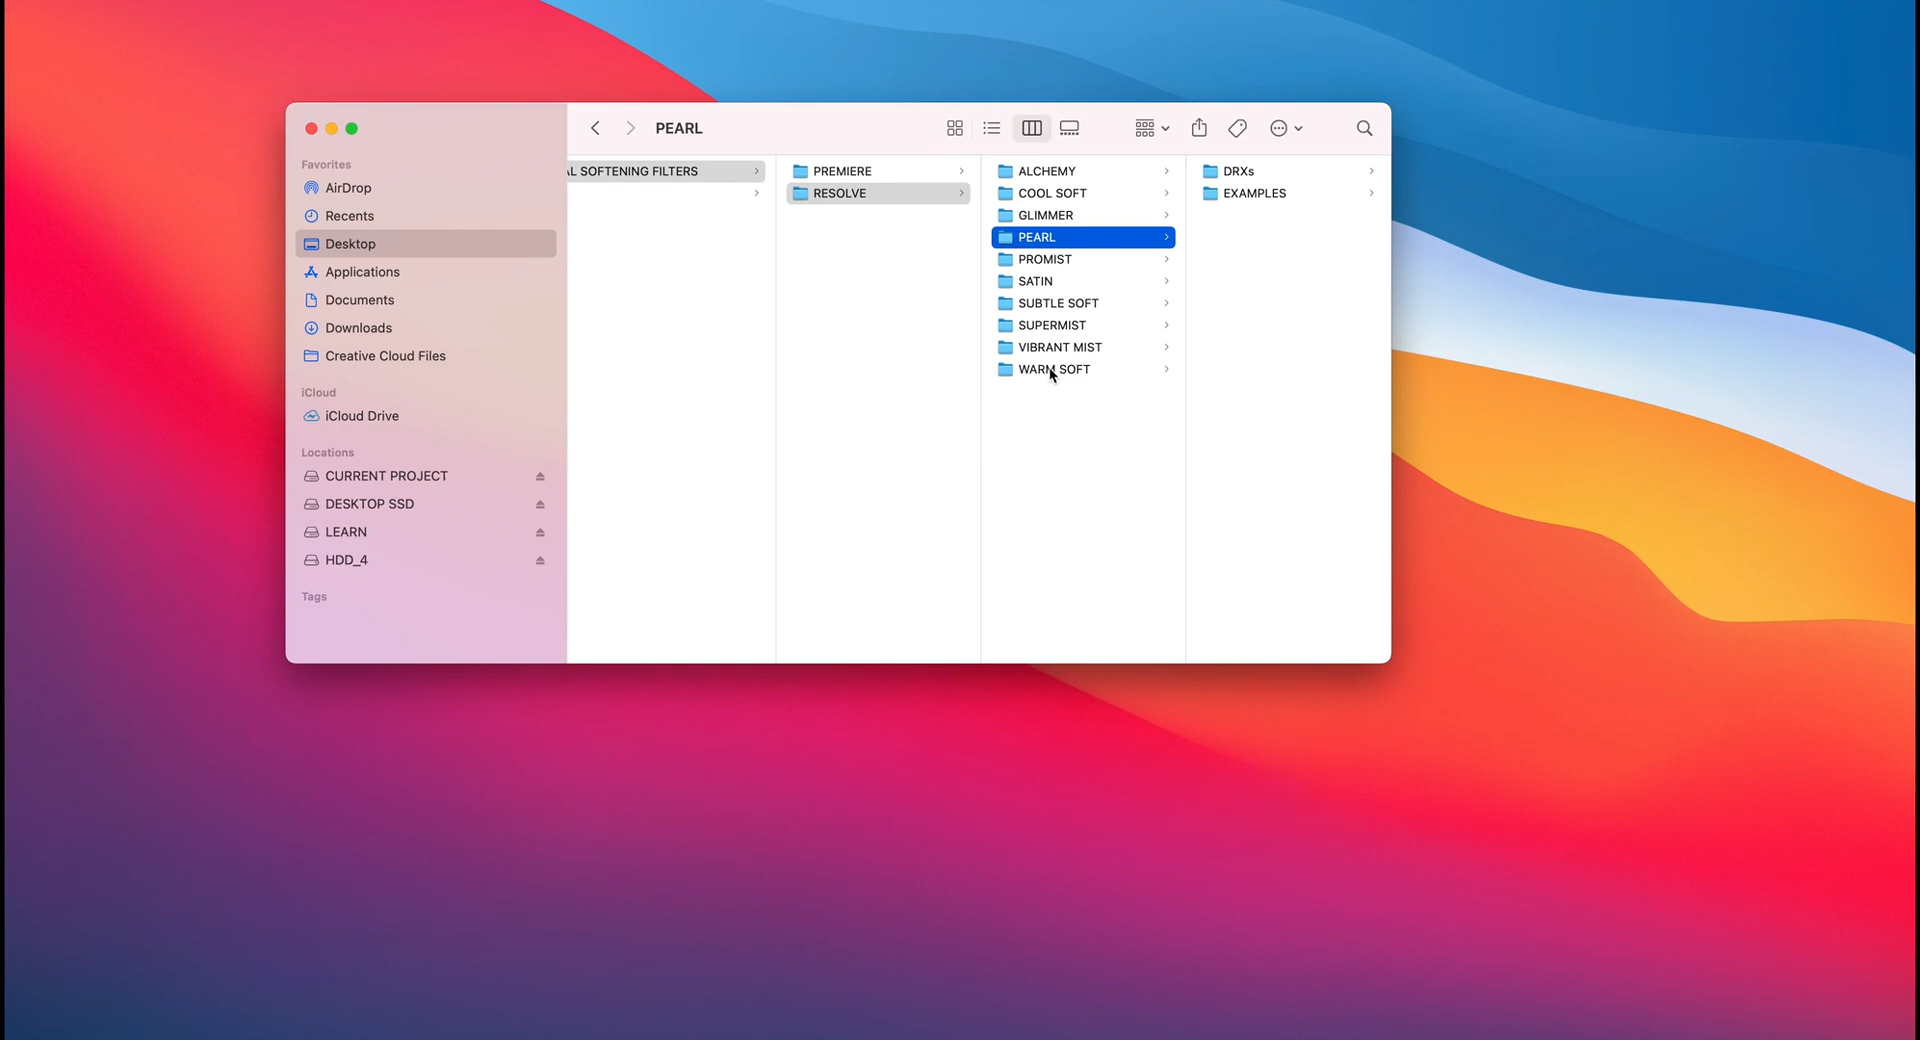 PEARL
Favorites
AirDrop
Recents
Desktop
Applications
Documents
Downloads
Creative Cloud Files
iCloud
iCloud Drive
Locations
CURRENT PROJECT
DESKTOP SSD
LEARN
HDD_4
Tags
AL SOFTENING FILTERS
PREMIERE
RESOLVE
ALCHEMY
COOL SOFT
GLIMMER
PEARL
PROMIST
SATIN
SUBTLE SOFT
SUPERMIST
VIBRANT MIST
WARM SOFT
DRXs
EXAMPLES